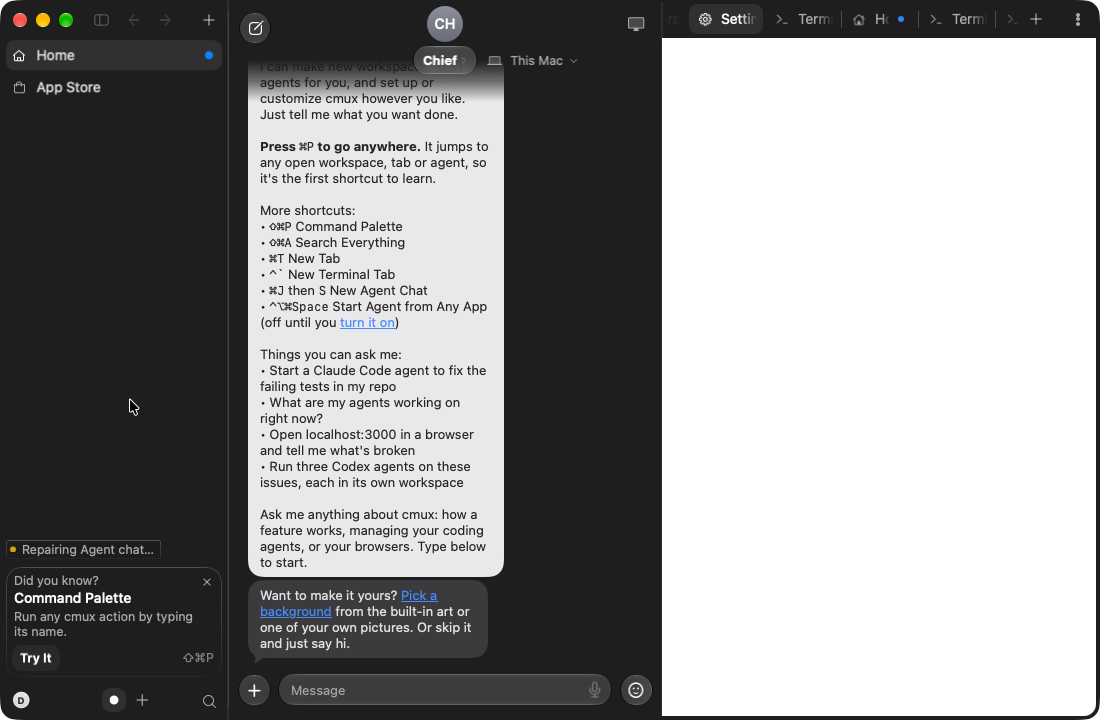 Home
App Store
Repairing Agent chat...
Did you know?
Command Palette
Run any cmux action by typing
its name.
Try It
⇧⌘P
D
CH
Chief
This Mac
I can make new
agents for you, and set up or
customize cmux however you like.
Just tell me what you want done.
Press ⌘P to go anywhere. It jumps to
any open workspace, tab or agent, so
it's the first shortcut to learn.
More shortcuts:
• ⇧⌘P Command Palette
• ⇧⌘A Search Everything
• ⌘T New Tab
• ^` New Terminal Tab
• ⌘J then S New Agent Chat
• ^⌥⌘Space Start Agent from Any App
(off until you turn it on)
Things you can ask me:
• Start a Claude Code agent to fix the
failing tests in my repo
• What are my agents working on
right now?
• Open localhost:3000 in a browser
and tell me what's broken
• Run three Codex agents on these
issues, each in its own workspace
Ask me anything about cmux: how a
feature works, managing your coding
agents, or your browsers. Type below
to start.
Want to make it yours? Pick a
background from the built-in art or
one of your own pictures. Or skip it
and just say hi.
Message
Settin
Termi
Termi